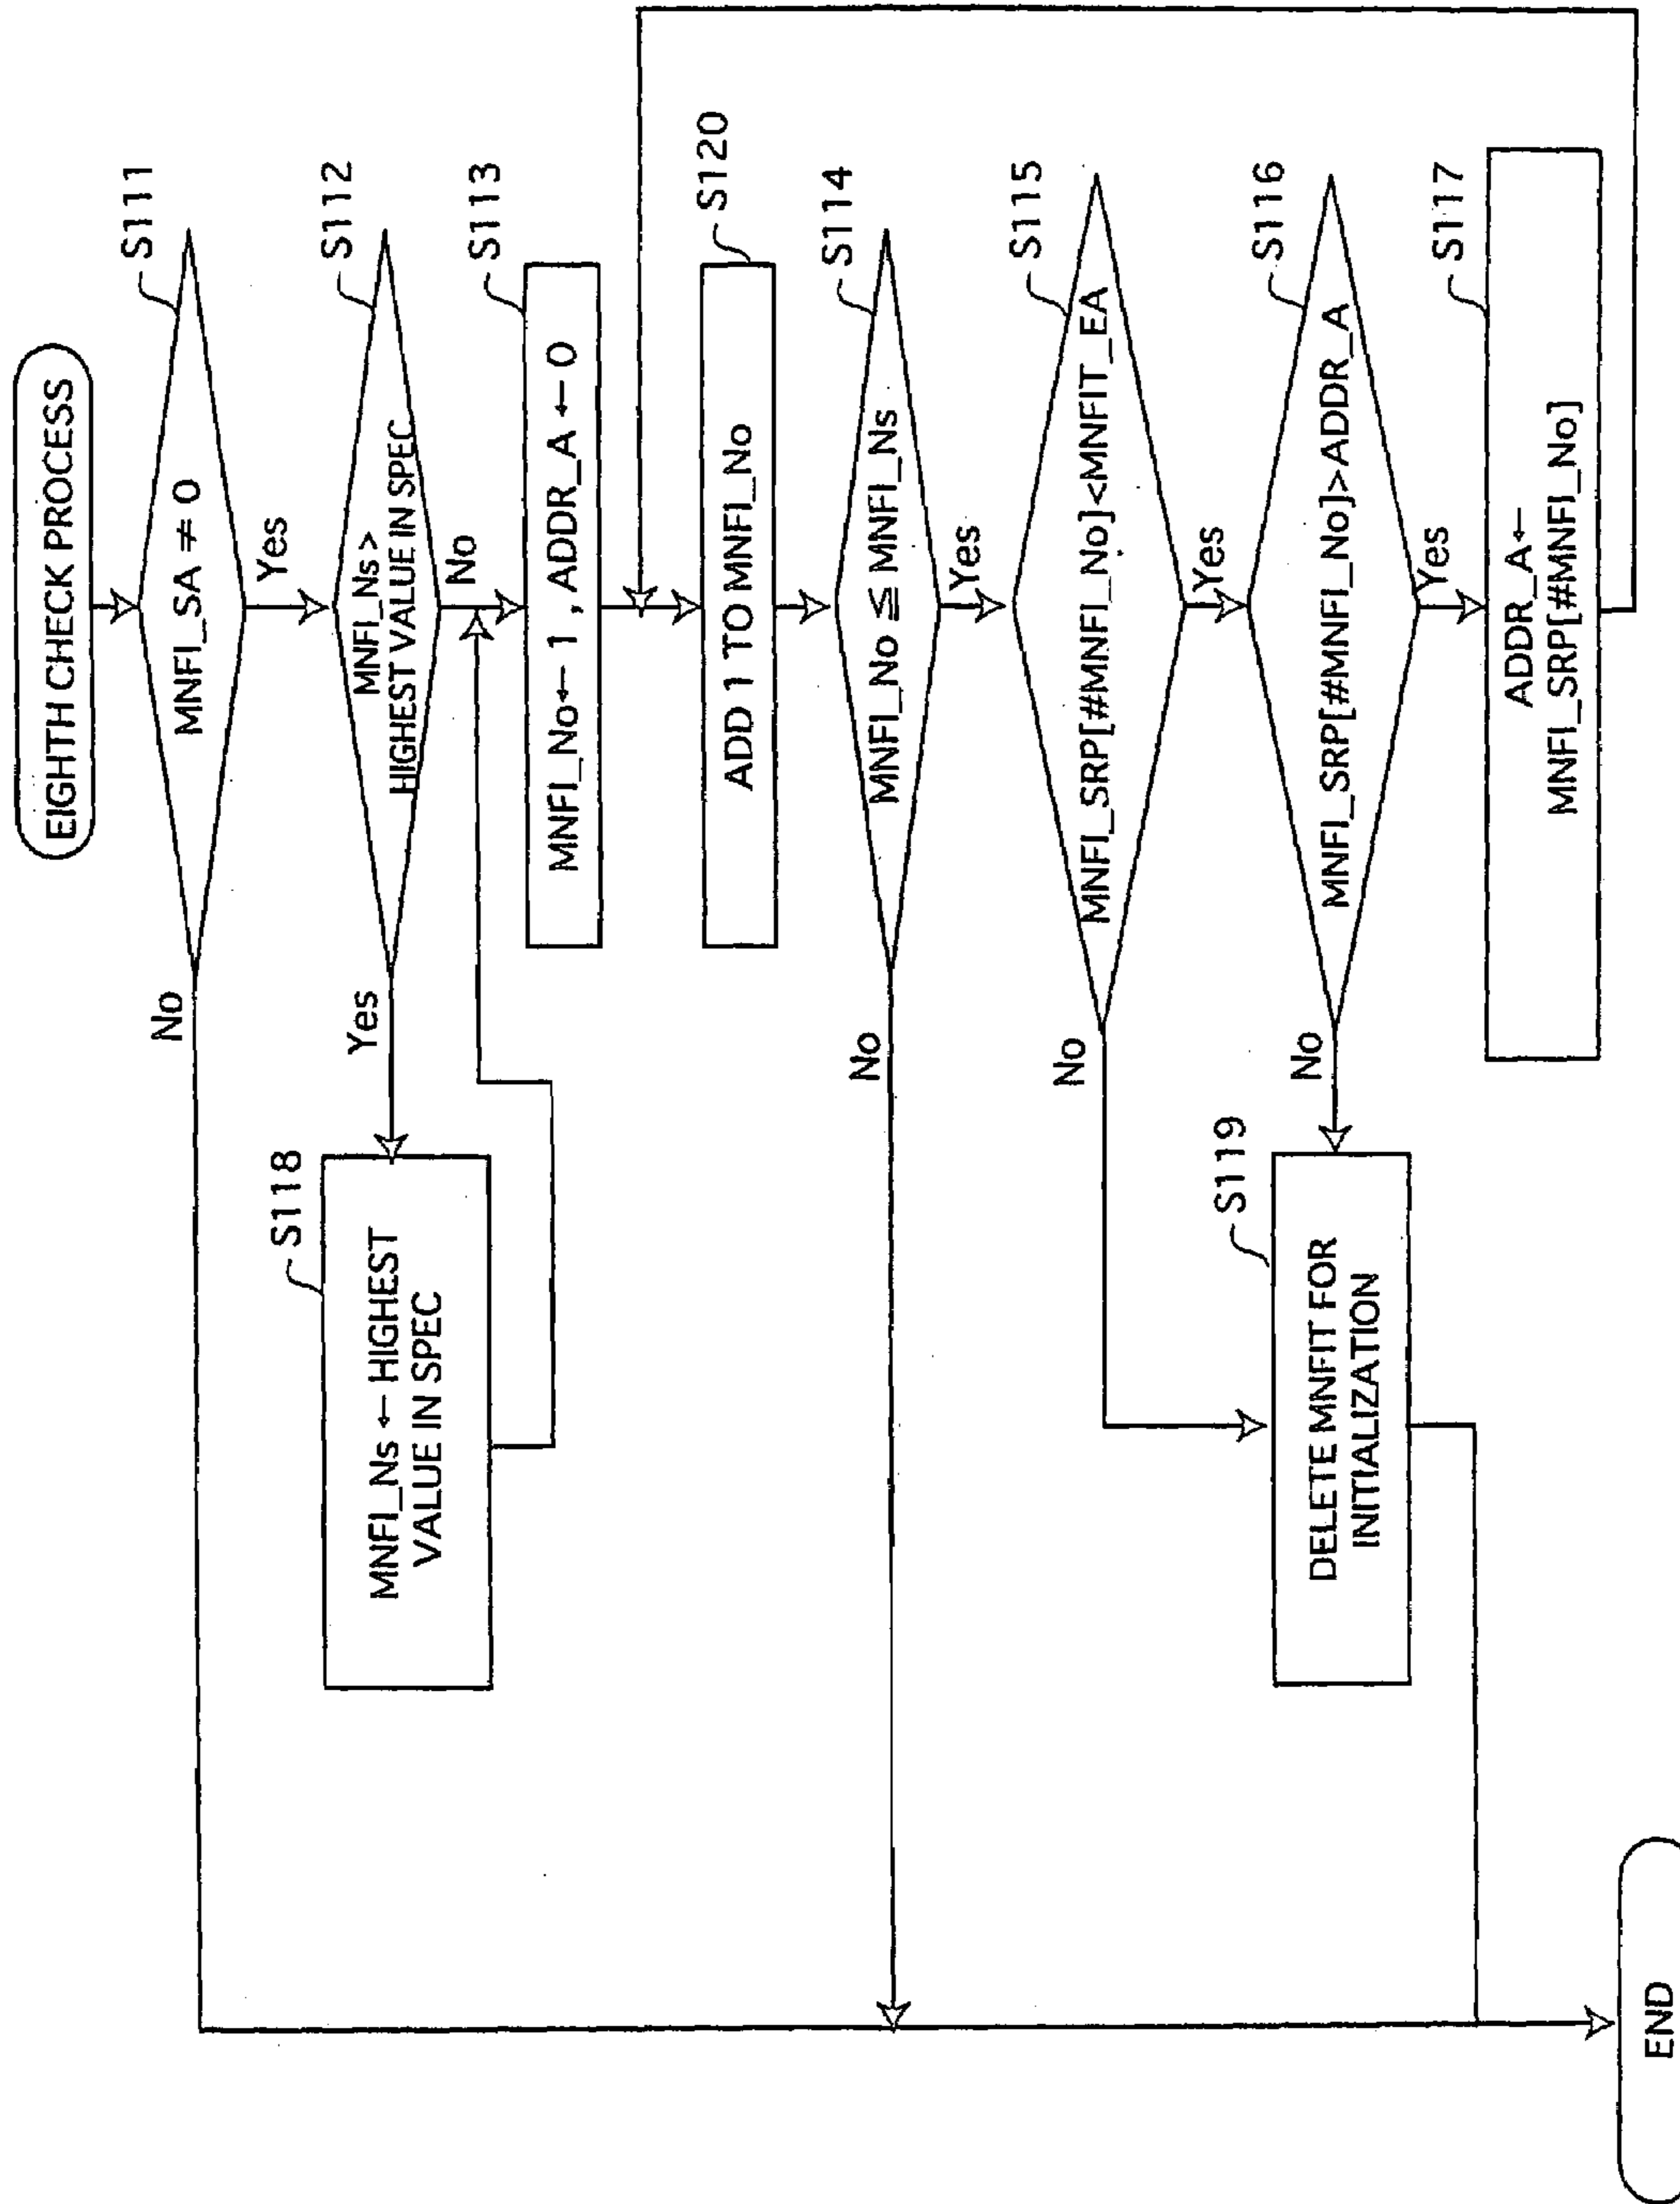 EIGHTH CHECK PROCESS
S111
MNFI_SA ≠ 0
No
Yes
S112
MNFI_Ns >
HIGHEST VALUE IN SPEC
Yes
No
S118
MNFI_Ns ← HIGHEST
VALUE IN SPEC
S113
MNFI_No ← 1 , ADDR_A ← 0
S120
ADD 1 TO MNFI_No
S114
MNFI_No ≦ MNFI_Ns
No
Yes
S115
MNFI_SRP[#MNFI_No]<MNFIT_EA
No
Yes
S116
MNFI_SRP[#MNFI_No]>ADDR_A
No
Yes
S119
DELETE MNFIT FOR
INITIALIZATION
S117
ADDR_A←
MNFI_SRP[#MNFI_No]
END